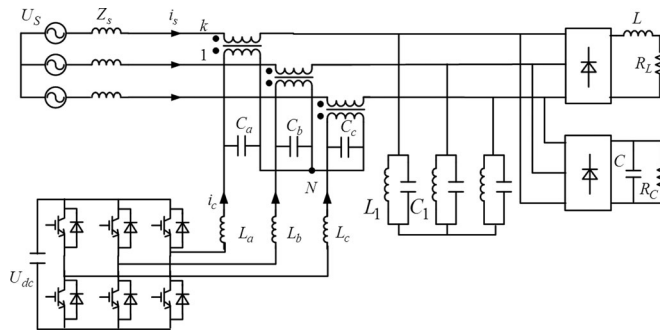 U_S Z_s i_s k L
1 R_L
C_a C_b C_c
N C R_C
i_c L_1 C_1
L_a L_b L_c
U_dc